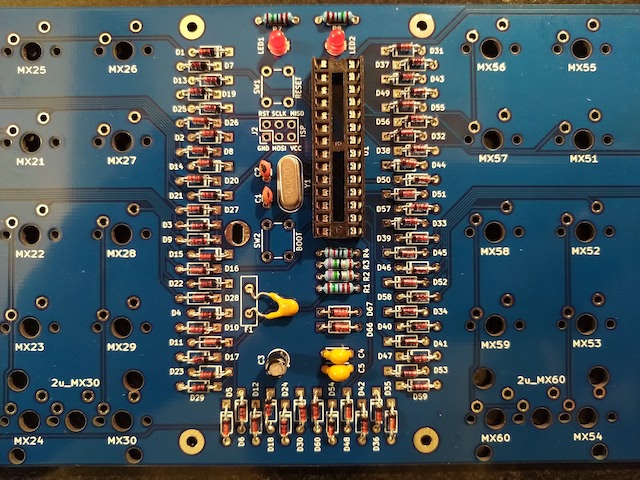 LED1
LED2
D1
D7
D13
D19
D25
D26
D2
D8
D14
D20
D21
D27
D3
D9
D15
D16
D22
D28
D4
D10
D11
D17
D23
D29
MX25
MX26
MX21
MX27
MX22
MX28
MX23
MX29
2u_MX30
MX24
MX30
SW1
RESET
RST SCLK MISO
J2
ISP
GND MOSI VCC
C2
C1
Y1
U1
SW2
BOOT
F1
C3
R1 R2 R3 R4
D67
D66
C4
C5
D31
D37
D43
D49
D55
D56
D32
D38
D44
D50
D51
D57
D33
D39
D45
D46
D52
D58
D34
D40
D41
D47
D53
D59
MX56
MX55
MX57
MX51
MX58
MX52
MX59
MX53
2u_MX60
MX60
MX54
D5
D12
D24
D54
D42
D35
D6
D18
D30
D60
D48
D36